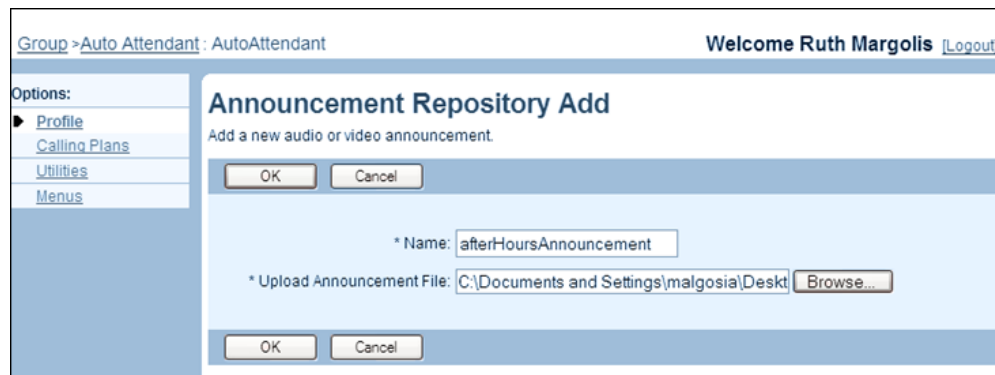 Group >Auto Attendant : AutoAttendant
Welcome Ruth Margolis [Logout
Options:
Profile
Calling Plans
Utilities
Menus
Announcement Repository Add
Add a new audio or video announcement.
OK Cancel
* Name: afterHoursAnnouncement
* Upload Announcement File: C:\Documents and Settings\malgosia\Deskt Browse...
OK Cancel